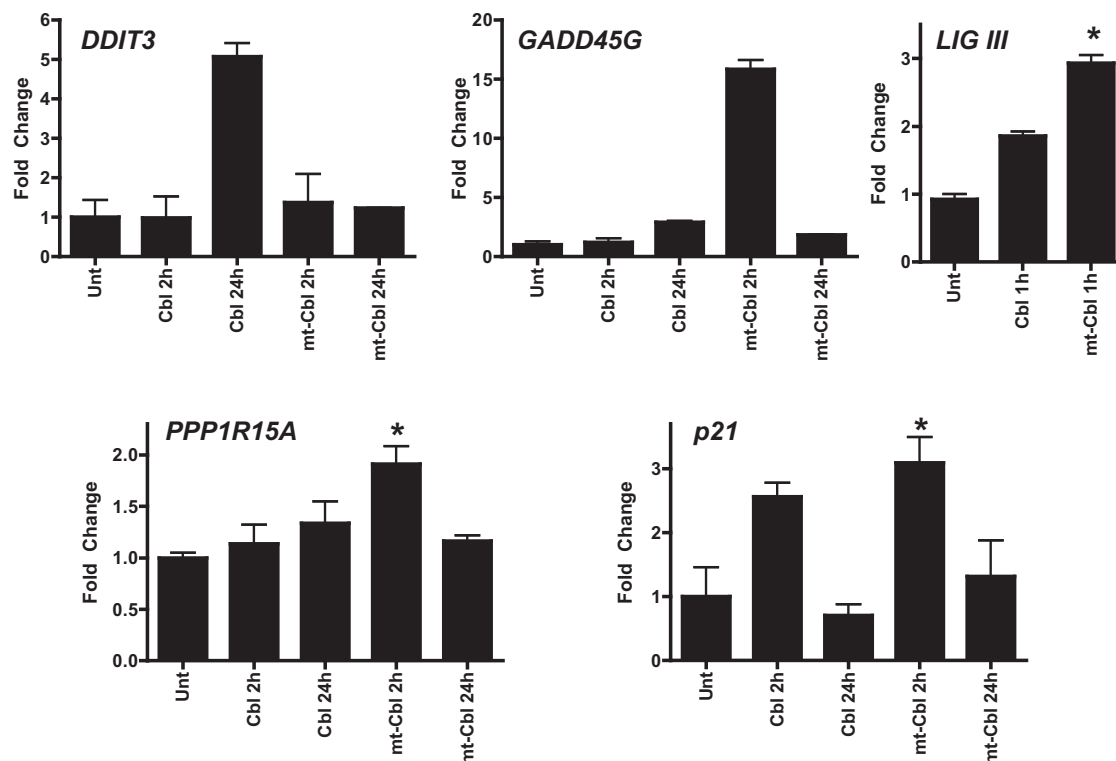 DDIT3
Fold Change
6
5
4
3
2
1
0
Unt
Cbl 2h
Cbl 24h
mt-Cbl 2h
mt-Cbl 24h
GADD45G
Fold Change
20
15
10
5
0
Unt
Cbl 2h
Cbl 24h
mt-Cbl 2h
mt-Cbl 24h
LIG III
*
Fold Change
3
2
1
0
Unt
Cbl 1h
mt-Cbl 1h
PPP1R15A
*
Fold Change
2.0
1.5
1.0
0.5
0.0
Unt
Cbl 2h
Cbl 24h
mt-Cbl 2h
mt-Cbl 24h
p21
*
Fold Change
3
2
1
0
Unt
Cbl 2h
Cbl 24h
mt-Cbl 2h
mt-Cbl 24h